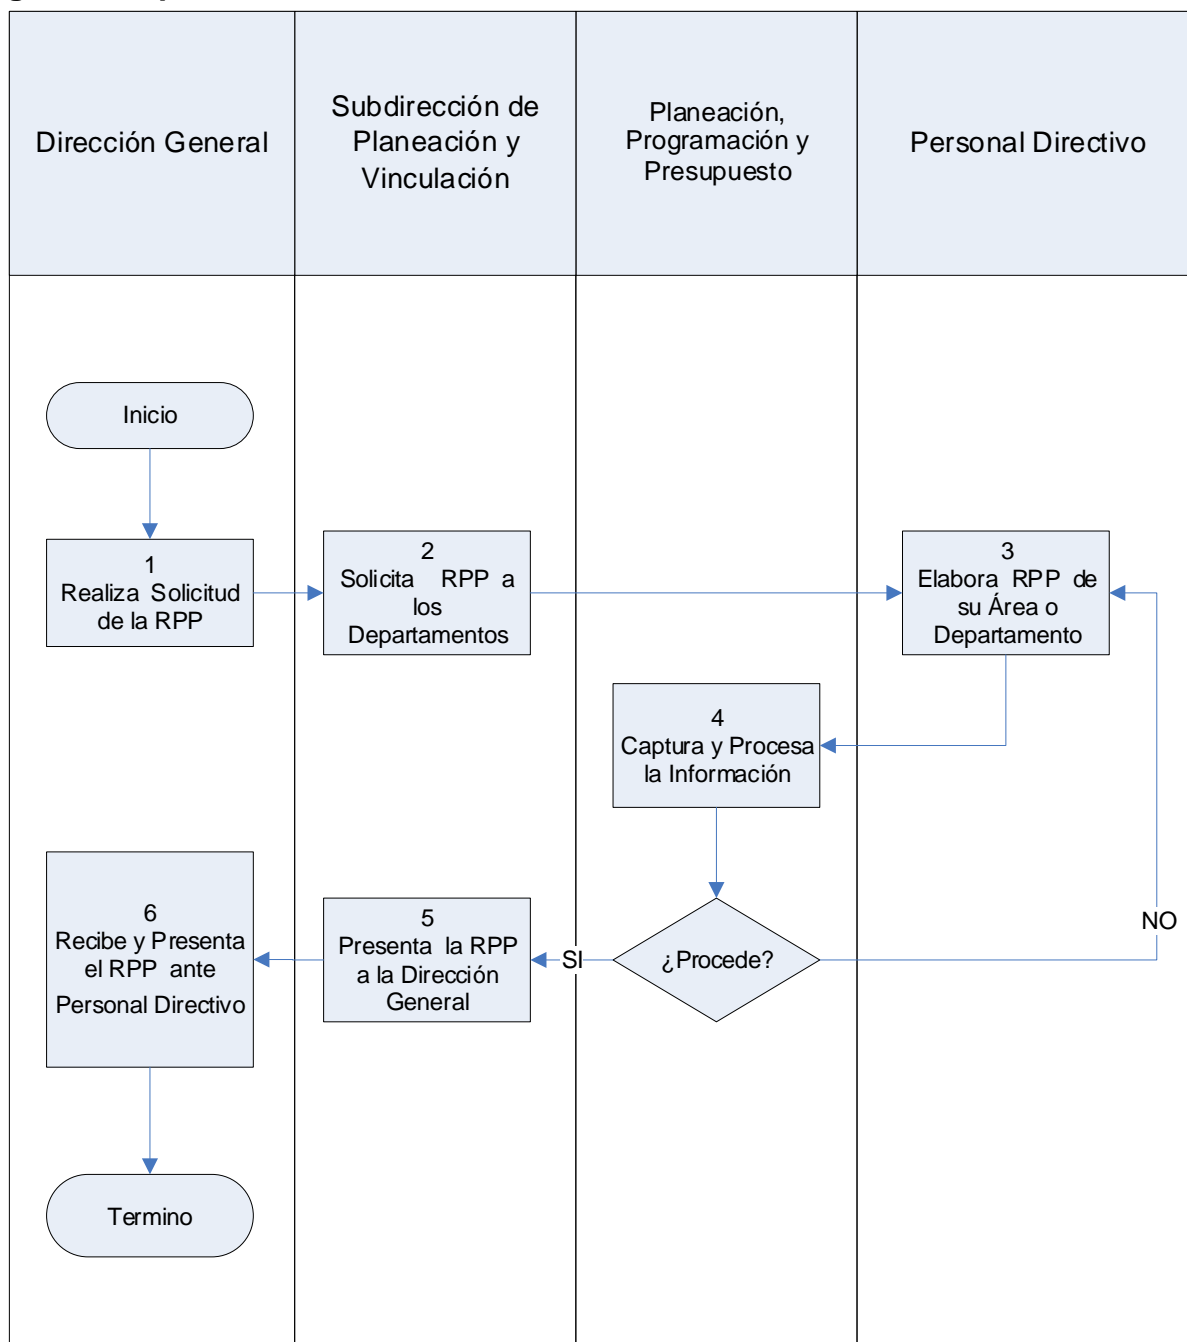 Dirección General
Subdirección de
Planeación y
Vinculación
Planeación,
Programación y
Presupuesto
Personal Directivo
Inicio
1
Realiza Solicitud
de la RPP
2
Solicita RPP a
los
Departamentos
3
Elabora RPP de
su Área o
Departamento
4
Captura y Procesa
la Información
¿Procede?
NO
SI
5
Presenta la RPP
a la Dirección
General
6
Recibe y Presenta
el RPP ante
Personal Directivo
Termino